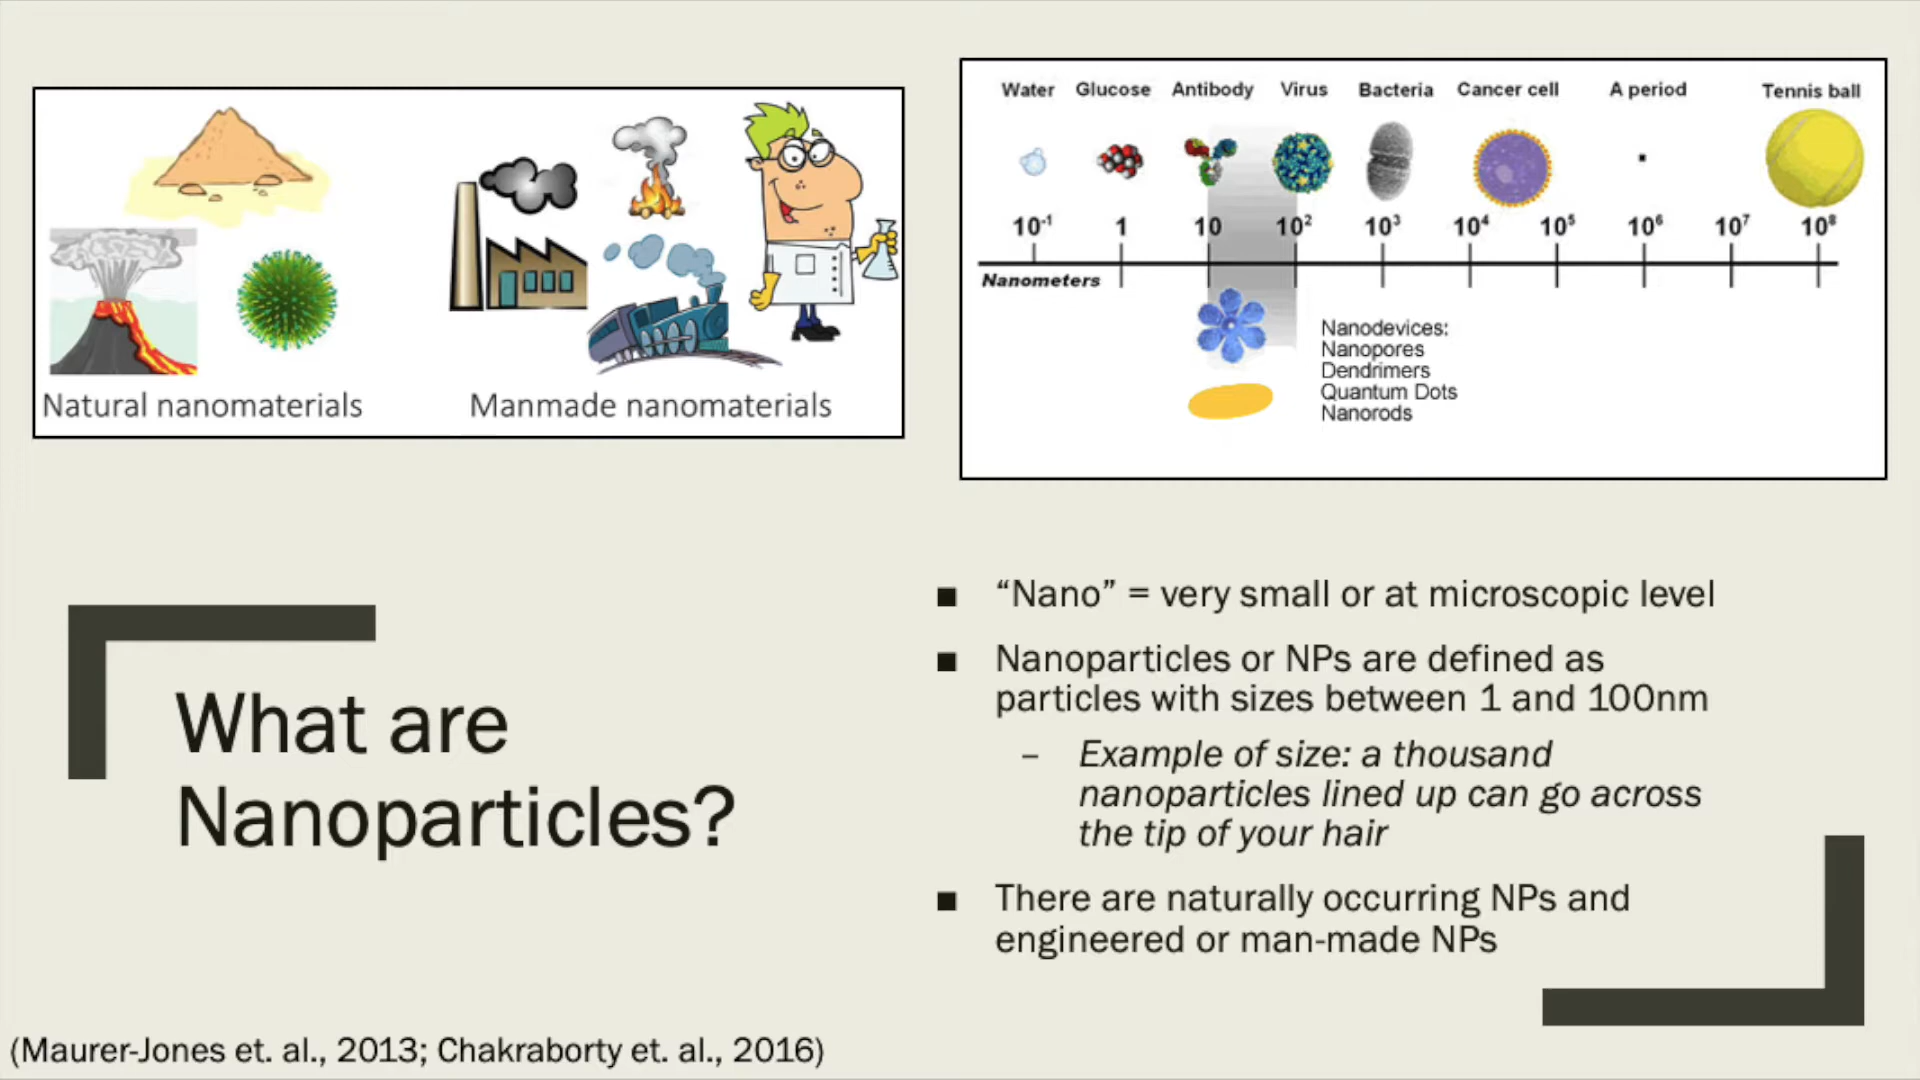 Natural nanomaterials
Manmade nanomaterials
Water Glucose Antibody Virus Bacteria Cancer cell A period Tennis ball
10⁻¹ 1 10 10² 10³ 10⁴ 10⁵ 10⁶ 10⁷ 10⁸
Nanometers
Nanodevices:
Nanopores
Dendrimers
Quantum Dots
Nanorods
What are
Nanoparticles?
■ “Nano” = very small or at microscopic level
■ Nanoparticles or NPs are defined as
particles with sizes between 1 and 100nm
– Example of size: a thousand
nanoparticles lined up can go across
the tip of your hair
■ There are naturally occurring NPs and
engineered or man-made NPs
(Maurer-Jones et. al., 2013; Chakraborty et. al., 2016)